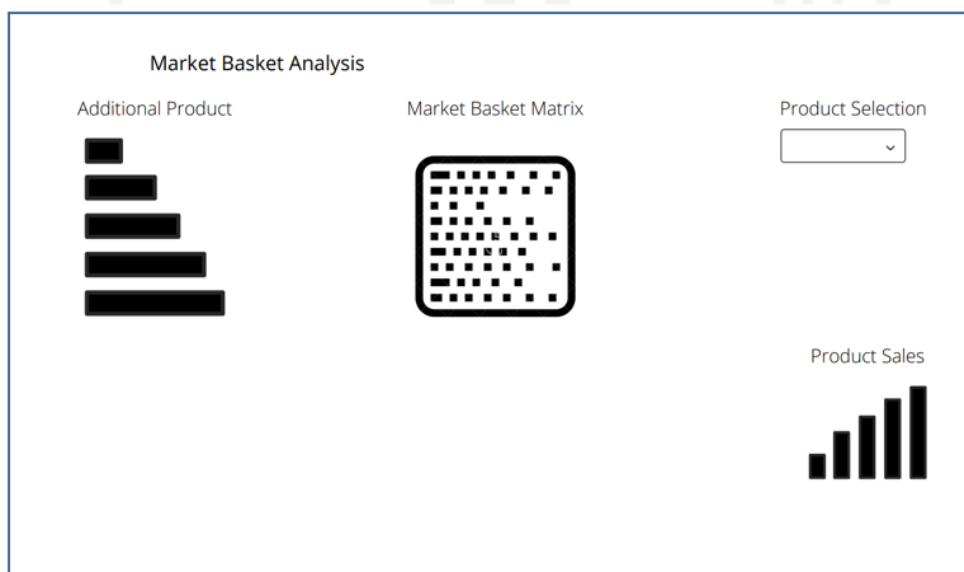 Market Basket Analysis
Additional Product
Market Basket Matrix
Product Selection
Product Sales